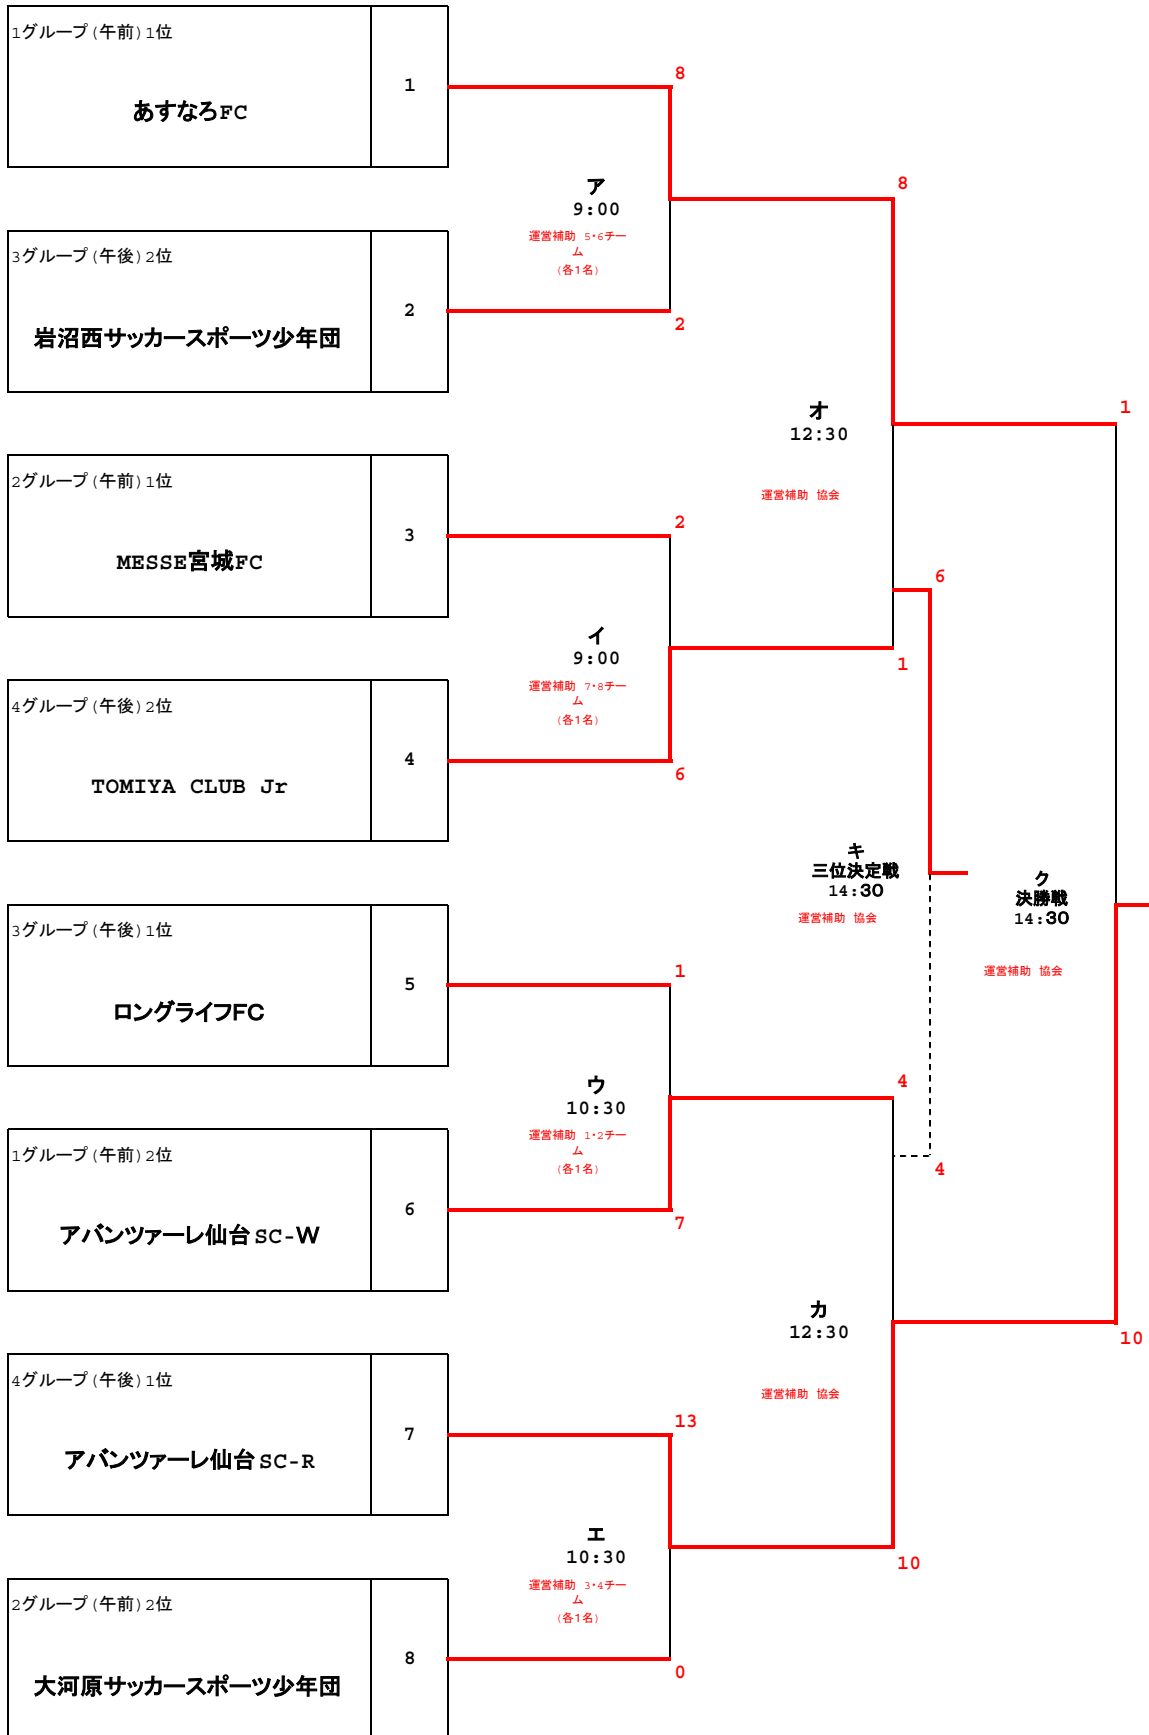 1グループ(午前)1位
あすなろFC
1
8
ア
9:00
運営補助 5・6チー
ム
(各1名)
8
3グループ(午後)2位
岩沼西サッカースポーツ少年団
2
2
オ
12:30
運営補助 協会
1
2グループ(午前)1位
MESSE宮城FC
3
2
イ
9:00
運営補助 7・8チー
ム
(各1名)
6
1
4グループ(午後)2位
TOMIYA CLUB Jr
4
6
キ
三位決定戦
14:30
運営補助 協会
ク
決勝戦
14:30
運営補助 協会
3グループ(午後)1位
ロングライフFC
5
1
ウ
10:30
運営補助 1・2チー
ム
(各1名)
4
4
1グループ(午前)2位
アバンツァーレ仙台SC-W
6
7
カ
12:30
運営補助 協会
10
4グループ(午後)1位
アバンツァーレ仙台SC-R
7
13
エ
10:30
運営補助 3・4チー
ム
(各1名)
10
2グループ(午前)2位
大河原サッカースポーツ少年団
8
0